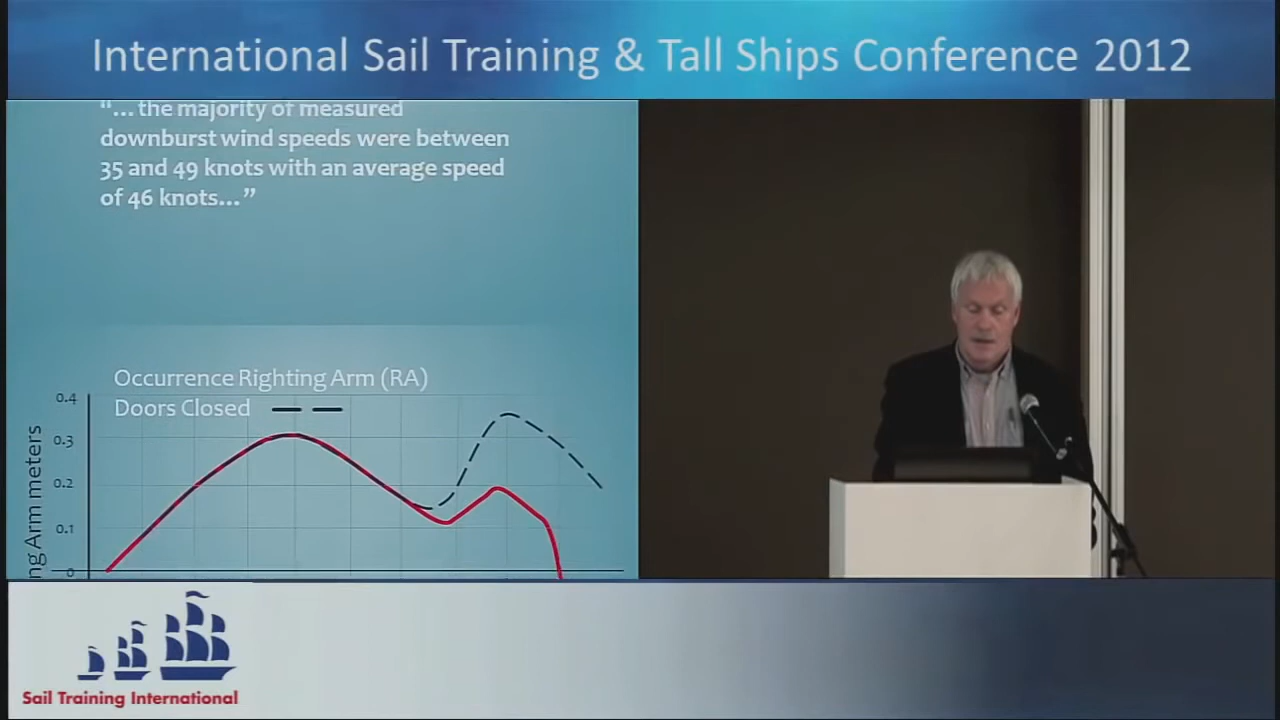 International Sail Training & Tall Ships Conference 2012
“...the majority of measured
downburst wind speeds were between
35 and 49 knots with an average speed
of 46 knots...”
Occurrence Righting Arm (RA)
Doors Closed
0.4
0.3
0.2
0.1
0
ng Arm meters
Sail Training International